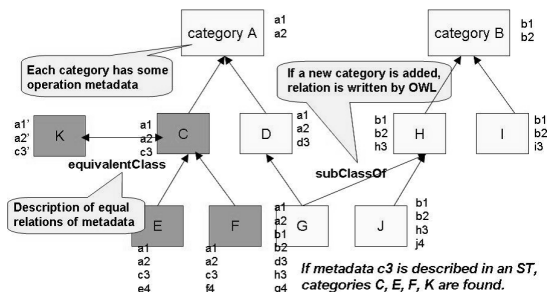 category A
a1
a2
category B
b1
b2
Each category has some
operation metadata
If a new category is added,
relation is written by OWL
a1'
a2'
c3'
K
a1
a2
c3
C
D
a1
a2
d3
b1
b2
h3
H
I
b1
b2
i3
equivalentClass
subClassOf
Description of equal
relations of metadata
E
a1
a2
c3
e4
F
a1
a2
c3
f4
a1
a2
b1
b2
d3
h3
g4
G
J
b1
b2
h3
j4
If metadata c3 is described in an ST,
categories C, E, F, K are found.